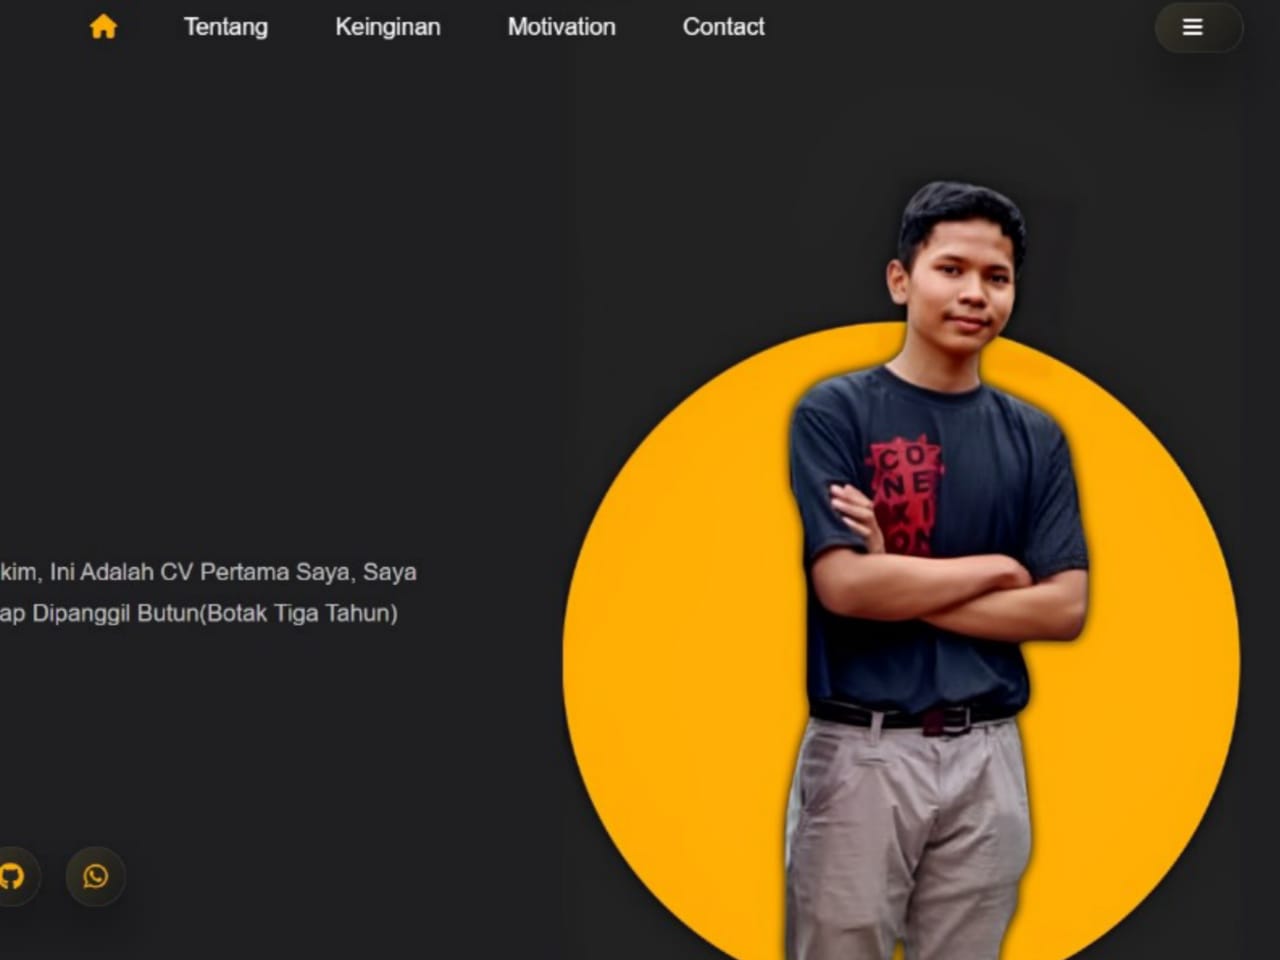 Tentang Keinginan Motivation Contact
CO
NE
KI
ON
kim, Ini Adalah CV Pertama Saya, Saya
ap Dipanggil Butun(Botak Tiga Tahun)